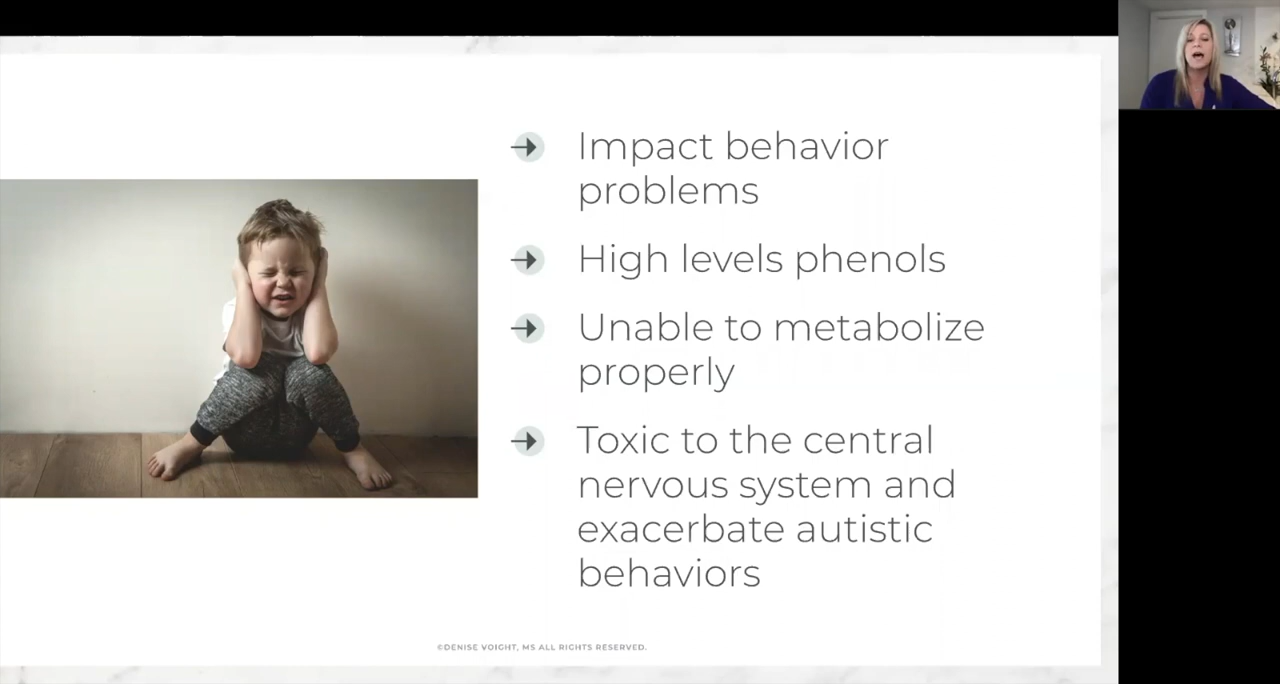 Impact behavior
problems
High levels phenols
Unable to metabolize
properly
Toxic to the central
nervous system and
exacerbate autistic
behaviors
©DENISE VOIGHT, MS ALL RIGHTS RESERVED.